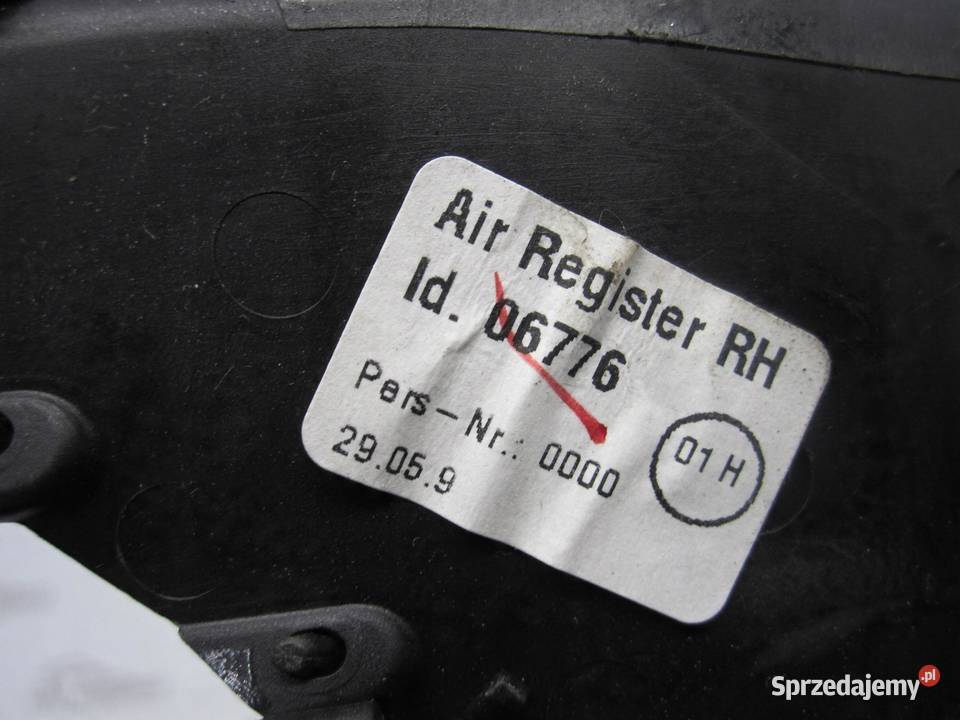 Air Register RH
Id. 06776
Pers-Nr.: 0000
01 H
29.05.9
Sprzedajemy.pl